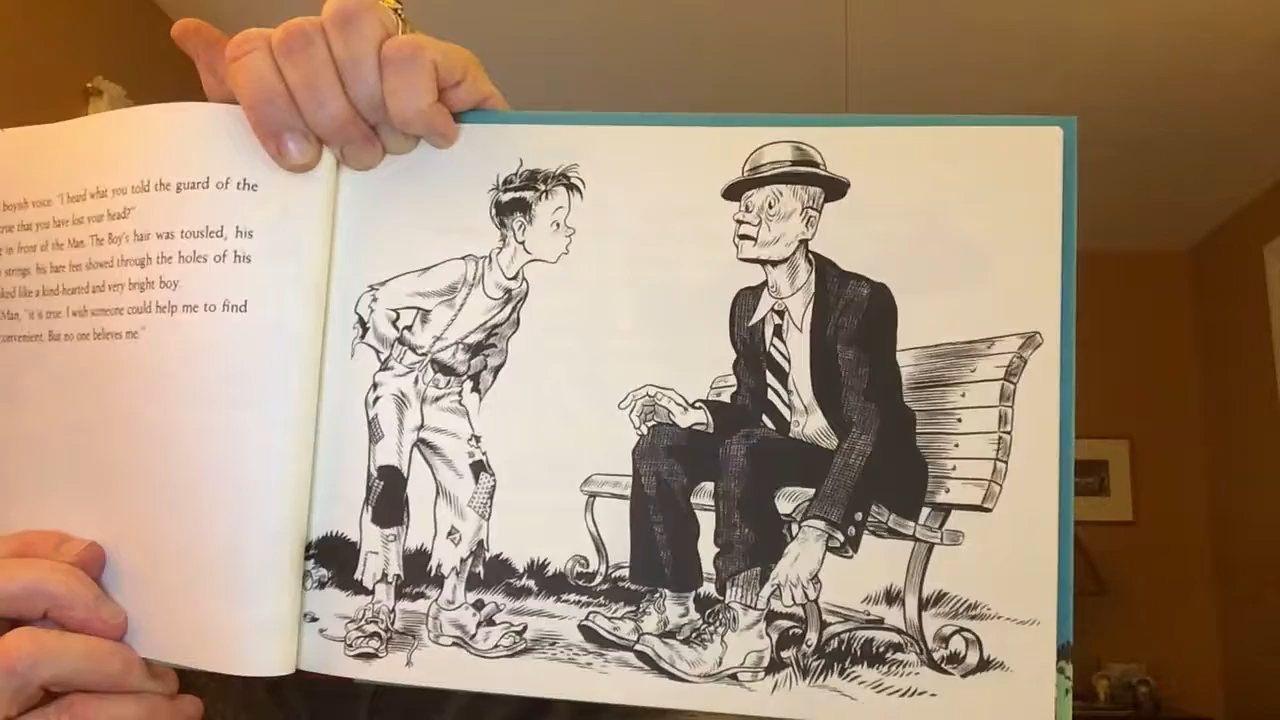 boyish voice. "I heard what you told the guard of the
true that you have lost your head?"
in front of the Man. The Boy's hair was tousled, his
strings, his bare feet showed through the holes of his
like a kind-hearted and very bright boy.
Man, "it is true. I wish someone could help me to find
But no one believes me."